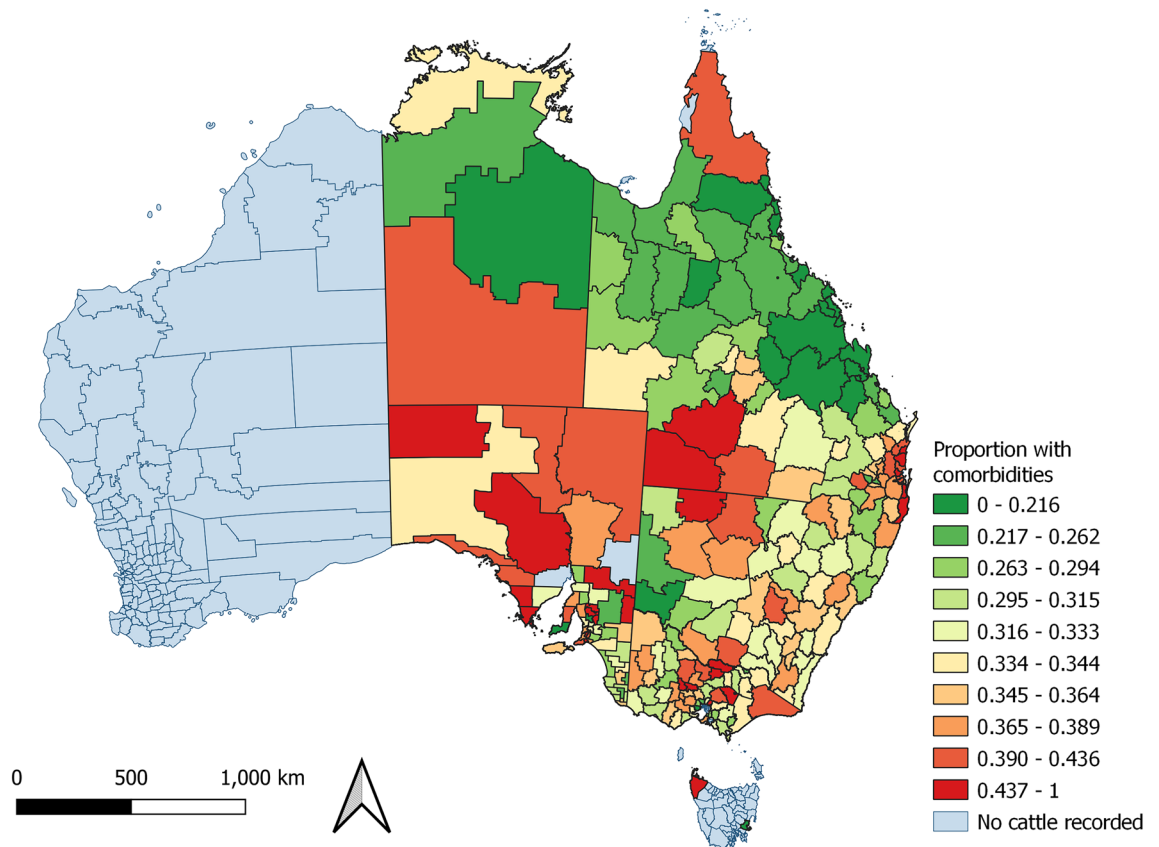 Proportion with
comorbidities
0 - 0.216
0.217 - 0.262
0.263 - 0.294
0.295 - 0.315
0.316 - 0.333
0.334 - 0.344
0.345 - 0.364
0.365 - 0.389
0.390 - 0.436
0.437 - 1
No cattle recorded
0 500 1,000 km